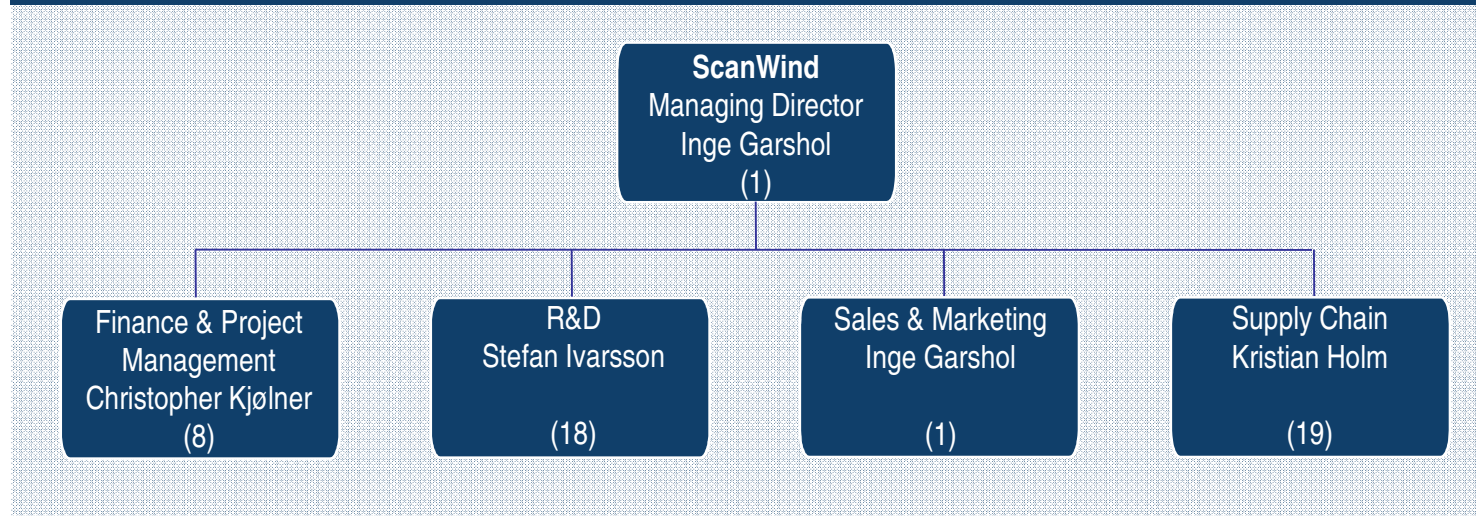 ScanWind
Managing Director
Inge Garshol
(1)
Finance & Project
Management
Christopher Kjølner
(8)
R&D
Stefan Ivarsson
(18)
Sales & Marketing
Inge Garshol
(1)
Supply Chain
Kristian Holm
(19)